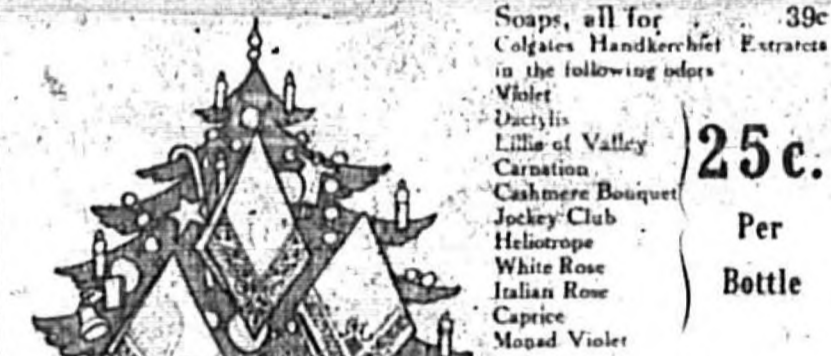 Soaps, all for . . 39c
Colgates Handkerchief Extratcs
in the following odors
Violet
Dactylis
Lillie of Valley
Carnation
Cashmere Bouquet
Jockey Club
Heliotrope
White Rose
Italian Rose
Caprice
Monad Violet
25c.
Per
Bottle